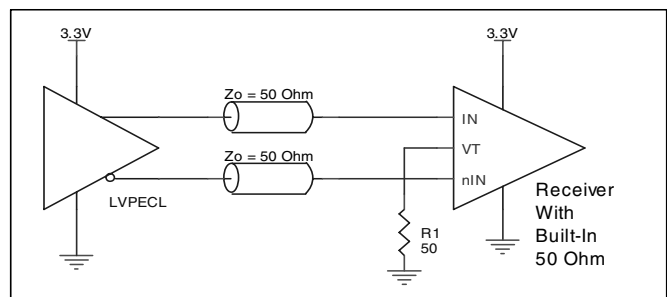 3.3V
3.3V
Zo = 50 Ohm
IN
VT
Zo = 50 Ohm
nIN
LVPECL
R1
50
Receiver
With
Built-In
50 Ohm